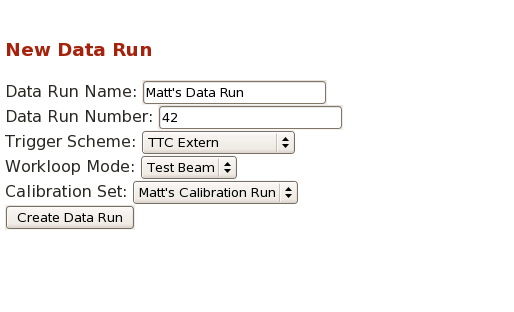 New Data Run
Data Run Name: Matt's Data Run
Data Run Number: 42
Trigger Scheme: TTC Extern
Workloop Mode: Test Beam
Calibration Set: Matt's Calibration Run
Create Data Run